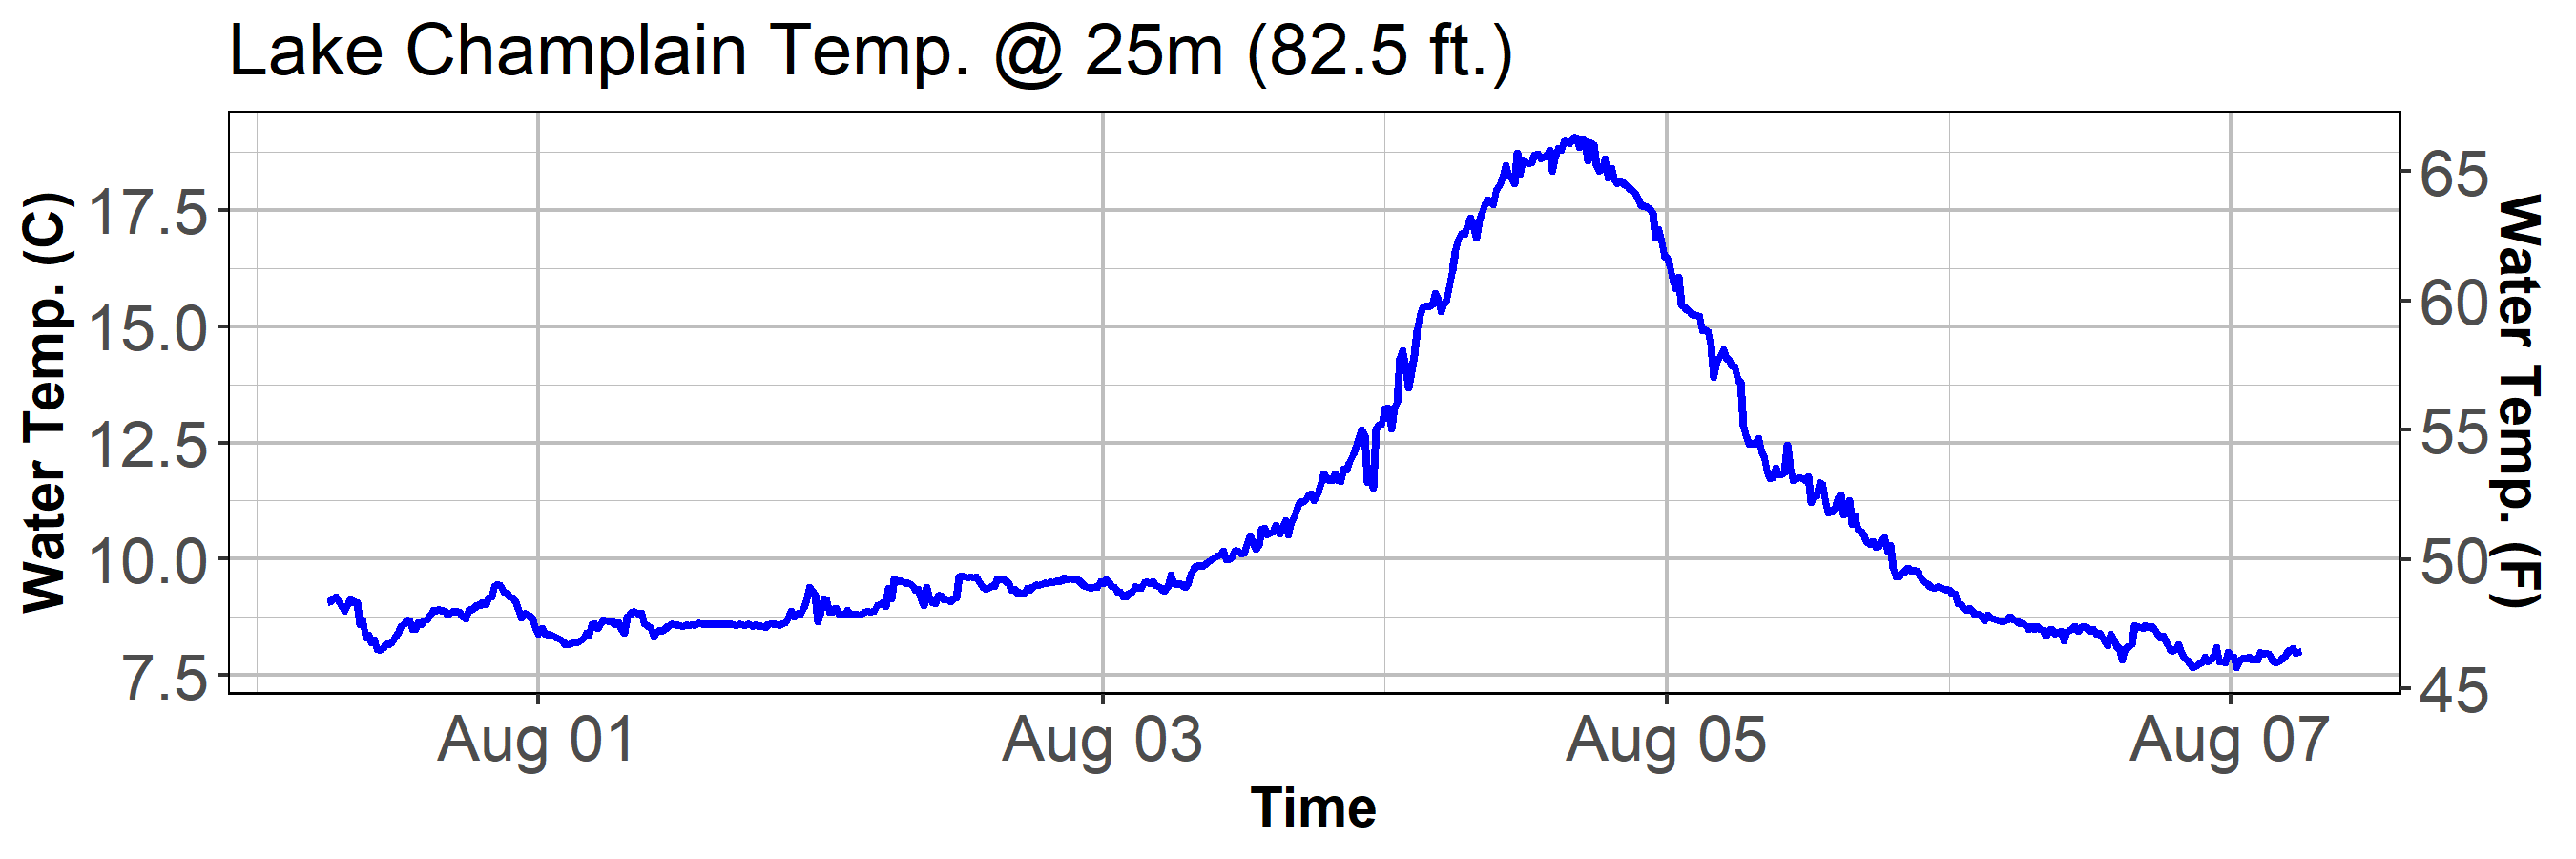 Lake Champlain Temp. @ 25m (82.5 ft.)
Water Temp. (C)
17.5
15.0
12.5
10.0
7.5
65
60
55
50
45
Water Temp. (F)
Aug 01
Aug 03
Aug 05
Aug 07
Time